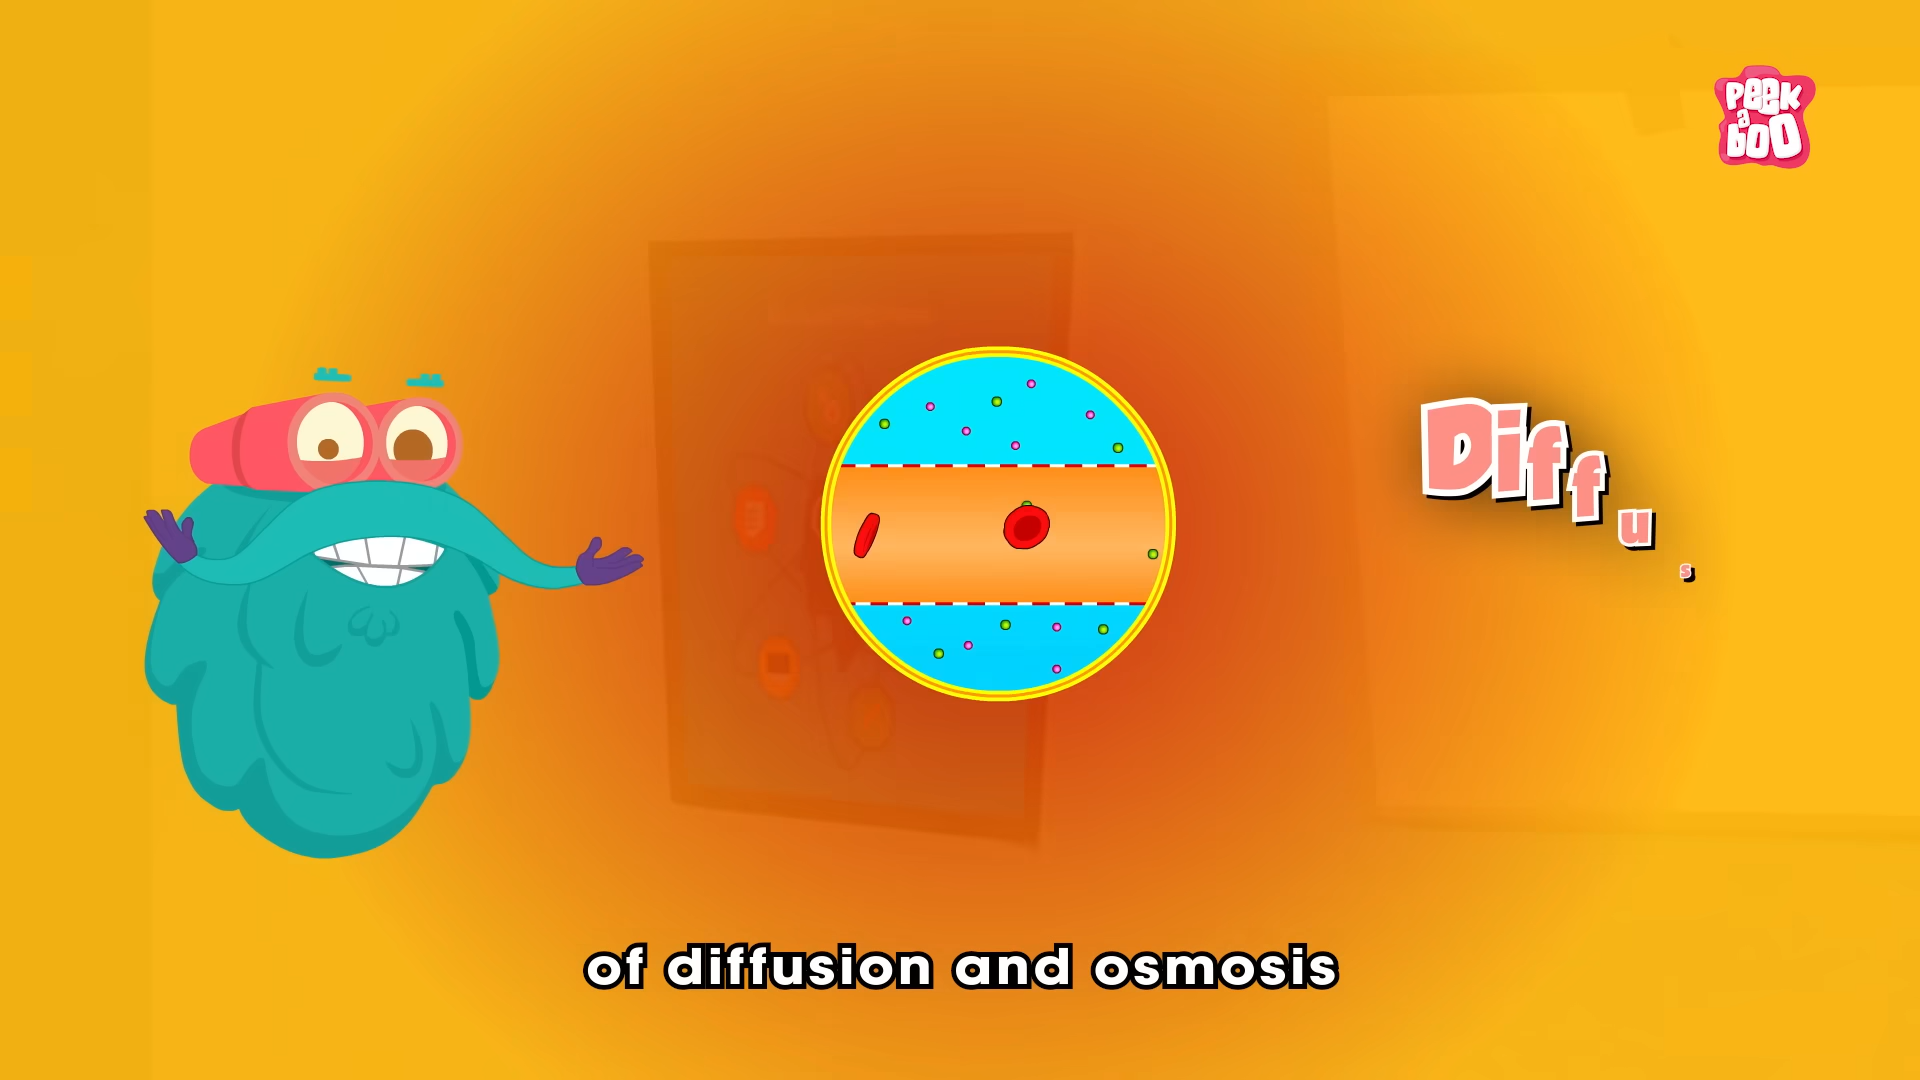 Peek
a
boo
Diffus
of diffusion and osmosis